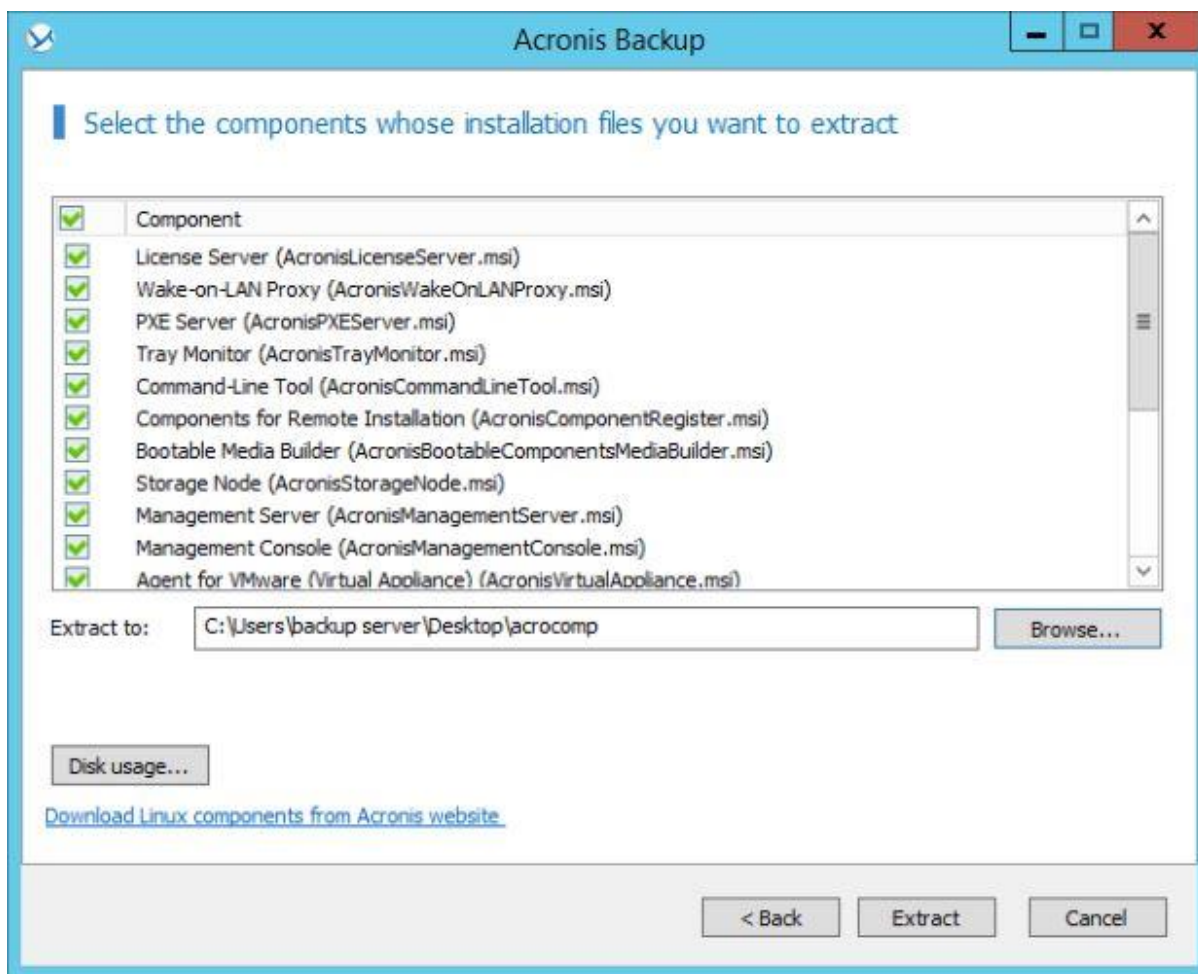 Acronis Backup
Select the components whose installation files you want to extract
Component
License Server (AcronisLicenseServer.msi)
Wake-on-LAN Proxy (AcronisWakeOnLANProxy.msi)
PXE Server (AcronisPXEServer.msi)
Tray Monitor (AcronisTrayMonitor.msi)
Command-Line Tool (AcronisCommandLineTool.msi)
Components for Remote Installation (AcronisComponentRegister.msi)
Bootable Media Builder (AcronisBootableComponentsMediaBuilder.msi)
Storage Node (AcronisStorageNode.msi)
Management Server (AcronisManagementServer.msi)
Management Console (AcronisManagementConsole.msi)
Agent for VMware (Virtual Appliance) (AcronisVirtualAppliance.msi)
Extract to: C:\Users\backup server\Desktop\acrocomp Browse...
Disk usage...
Download Linux components from Acronis website
< Back Extract Cancel